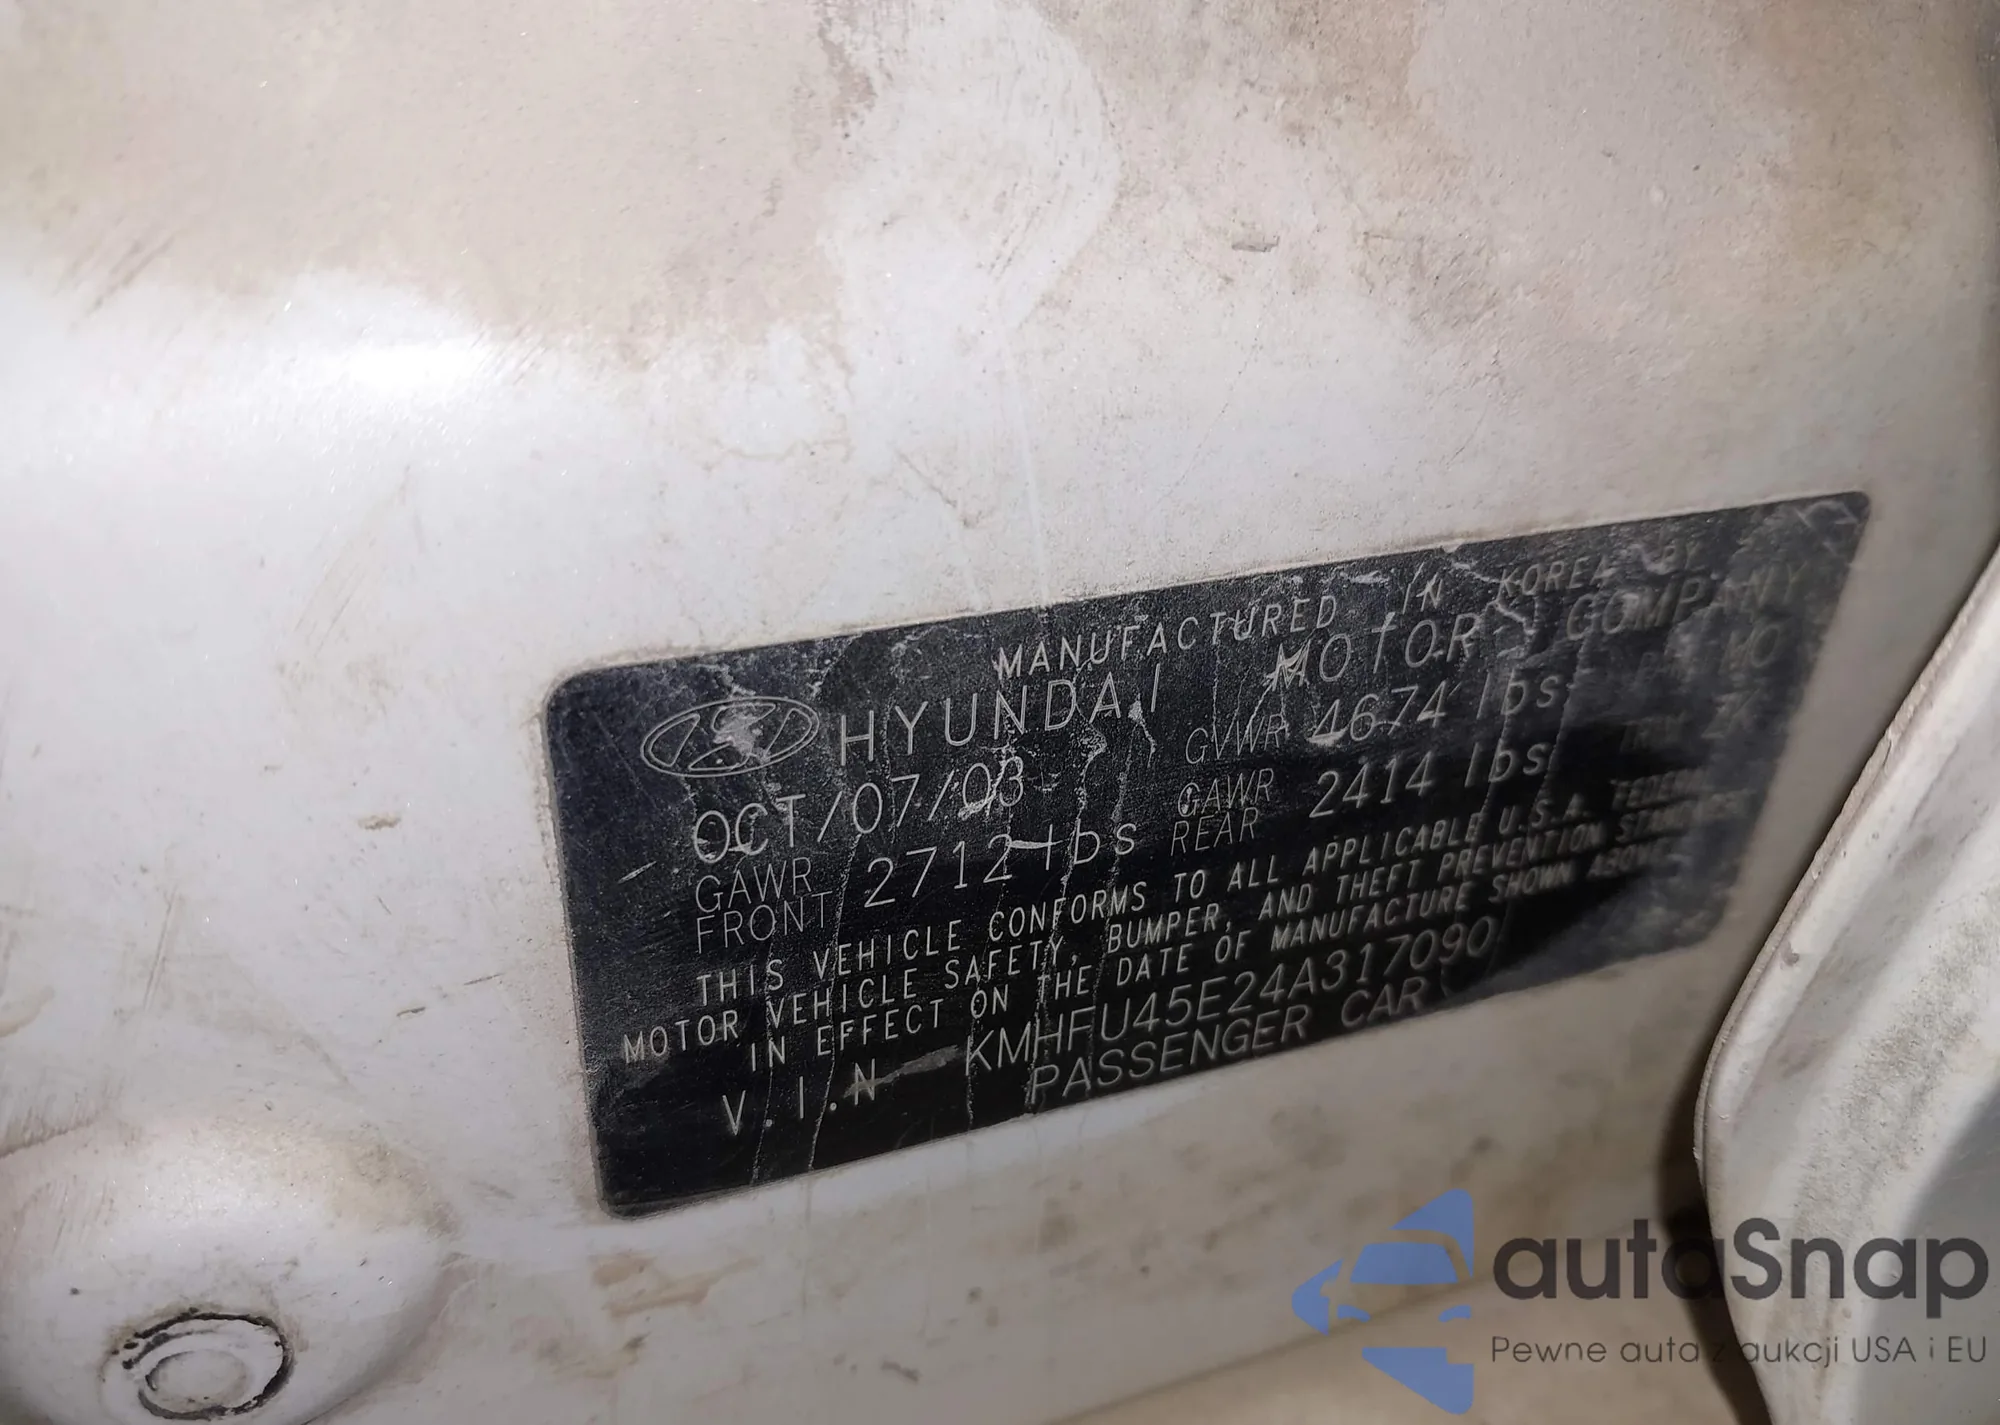 MANUFACTURED IN KOREA BY
HYUNDAI MOTOR COMPANY
OCT/07/03 GVWR 4674 lbs
GAWR FRONT 2712 lbs GAWR REAR 2414 lbs TRIM ZK
THIS VEHICLE CONFORMS TO ALL APPLICABLE U.S.A. FEDERAL
MOTOR VEHICLE SAFETY, BUMPER, AND THEFT PREVENTION STANDARDS
IN EFFECT ON THE DATE OF MANUFACTURE SHOWN ABOVE.
V.I.N KMHFU45E24A317090
PASSENGER CAR
autoSnap
Pewne auta z aukcji USA i EU